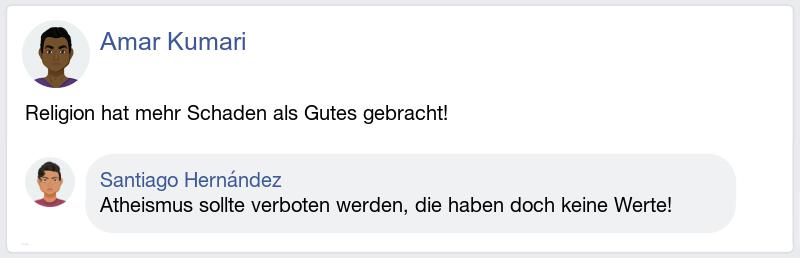 Amar Kumari
Religion hat mehr Schaden als Gutes gebracht!
Santiago Hernández
Atheismus sollte verboten werden, die haben doch keine Werte!